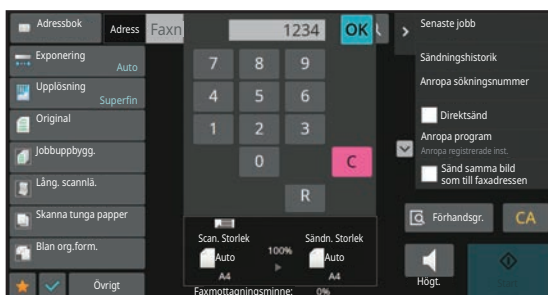 Adressbok
Adress
Faxn
1234
OK
Senaste jobb
Exponering
Auto
Upplösning
Superfin
Original
Jobbuppbygg.
Lång. scannlä.
Skanna tunga papper
Blan org.form.
Övrigt
7 8 9
4 5 6
1 2 3
0
C
R
Scan. Storlek
100%
Sändn. Storlek
Auto
Auto
A4
A4
Faxmottagningsminne: 0%
Sändningshistorik
Anropa sökningsnummer
Direktsänd
Anropa program
Anropa registrerade inst.
Sänd samma bild
som till faxadressen
Förhandsgr.
CA
Högt.
Start